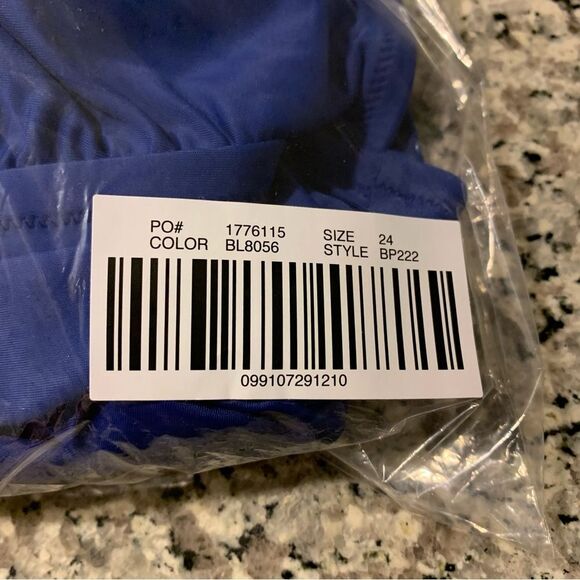 PO# 1776115 SIZE 24
COLOR BL8056 STYLE BP222
099107291210